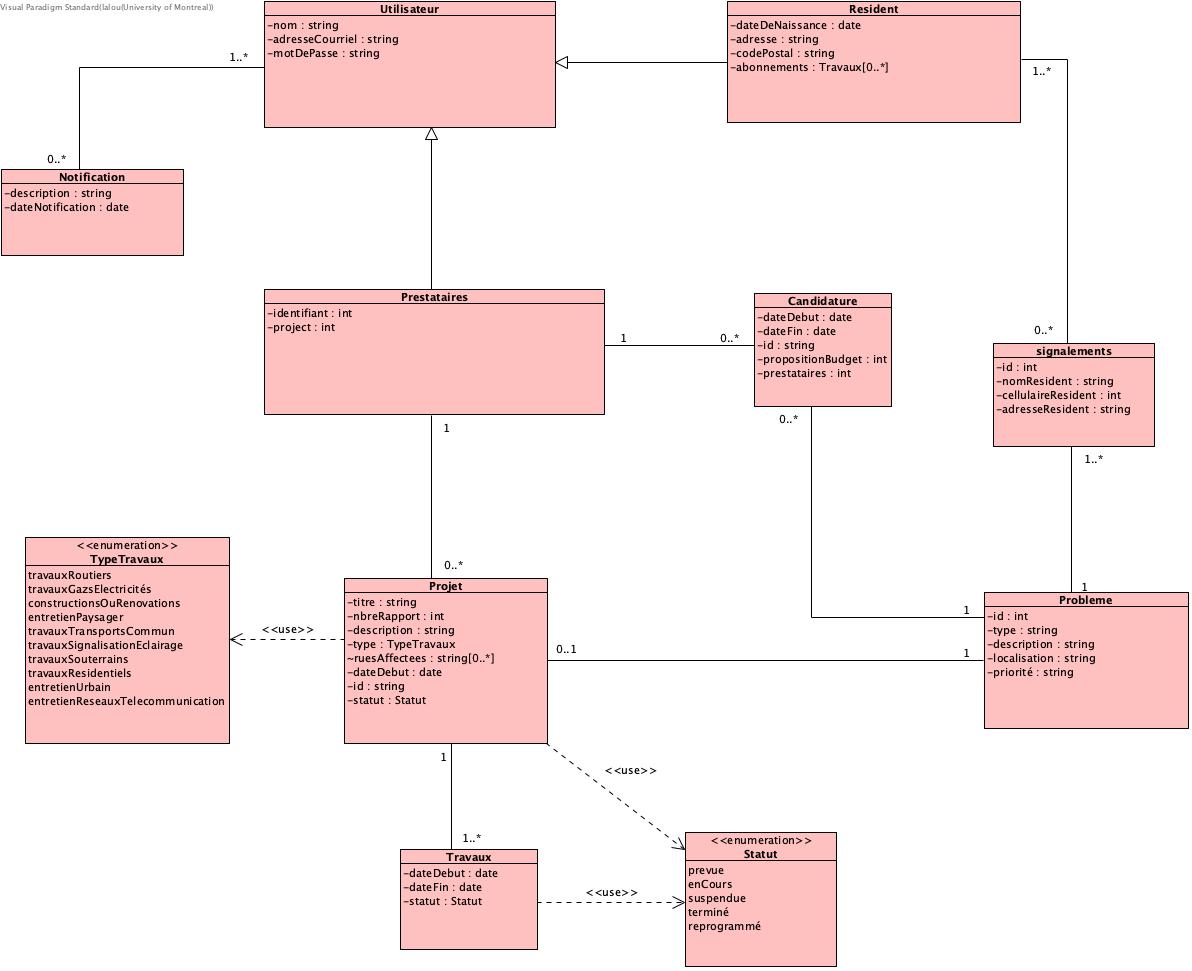 Visual Paradigm Standard(lalou(University of Montreal))
Utilisateur
-nom : string
-adresseCourriel : string
-motDePasse : string
Resident
-dateDeNaissance : date
-adresse : string
-codePostal : string
-abonnements : Travaux[0..*]
1..*
0..*
1..*
0..*
Notification
-description : string
-dateNotification : date
Prestataires
-identifiant : int
-project : int
1
0..*
Candidature
-dateDebut : date
-dateFin : date
-id : string
-propositionBudget : int
-prestataires : int
signalements
-id : int
-nomResident : string
-cellulaireResident : int
-adresseResident : string
1
0..*
0..*
1
1..*
1
<<enumeration>>
TypeTravaux
travauxRoutiers
travauxGazsElectricités
constructionsOuRenovations
entretienPaysager
travauxTransportsCommun
travauxSignalisationEclairage
travauxSouterrains
travauxResidentiels
entretienUrbain
entretienReseauxTelecommunication
<<use>>
Projet
-titre : string
-nbreRapport : int
-description : string
-type : TypeTravaux
~ruesAffectees : string[0..*]
-dateDebut : date
-id : string
-statut : Statut
0..1
1
Probleme
-id : int
-type : string
-description : string
-localisation : string
-priorité : string
1
1..*
<<use>>
Travaux
-dateDebut : date
-dateFin : date
-statut : Statut
<<use>>
<<enumeration>>
Statut
prevue
enCours
suspendue
terminé
reprogrammé